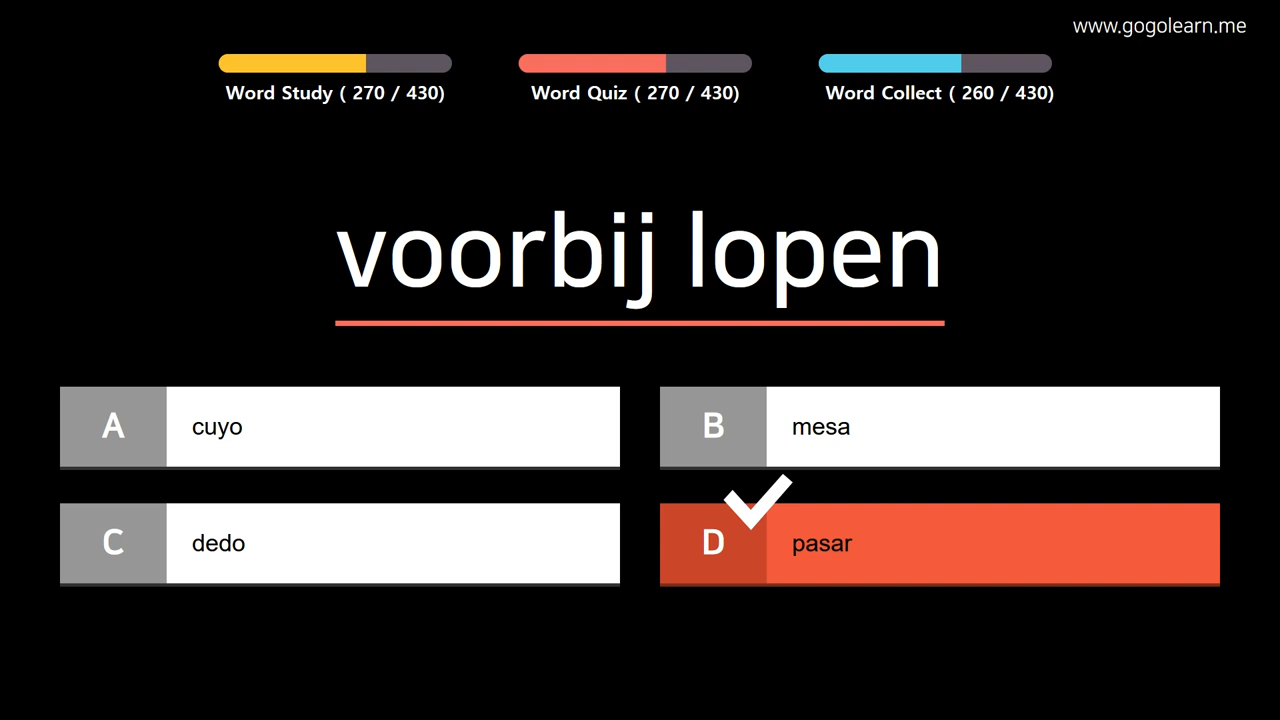 www.gogolearn.me
Word Study ( 270 / 430)
Word Quiz ( 270 / 430)
Word Collect ( 260 / 430)
voorbij lopen
A cuyo
B mesa
C dedo
D pasar